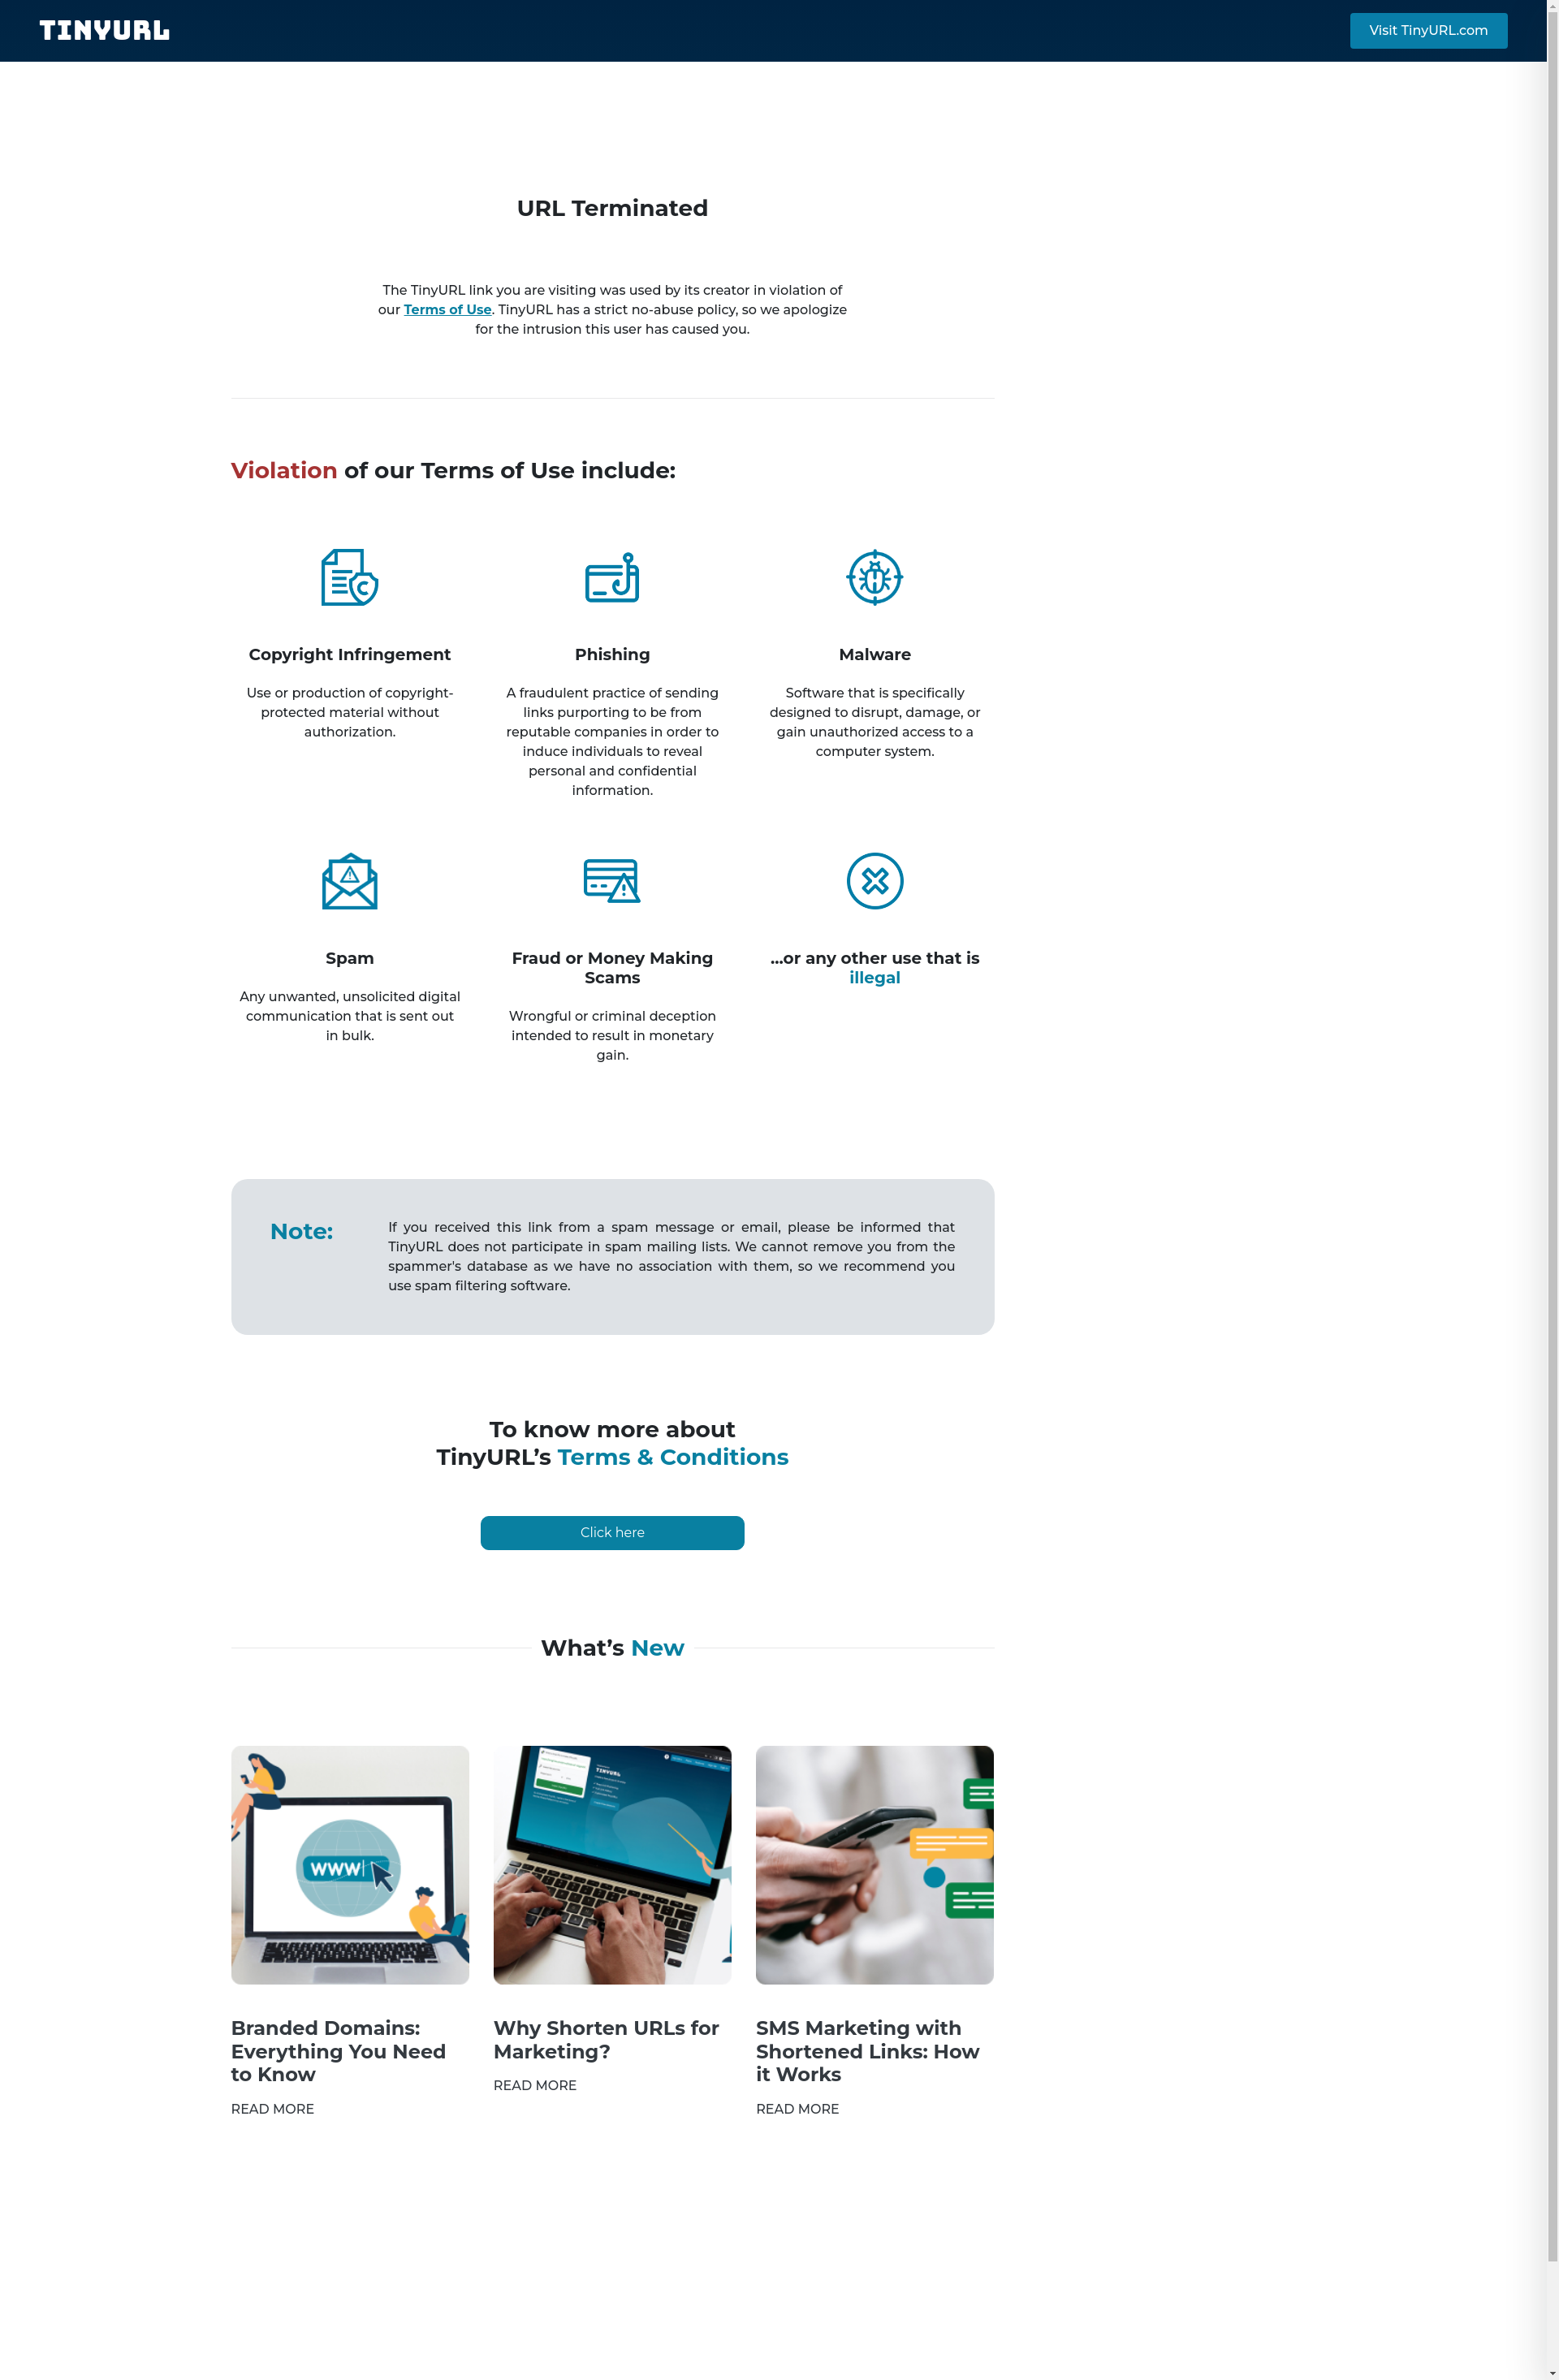 TINYURL
Visit TinyURL.com
URL Terminated
The TinyURL link you are visiting was used by its creator in violation of
our Terms of Use. TinyURL has a strict no-abuse policy, so we apologize
for the intrusion this user has caused you.
Violation of our Terms of Use include:
Copyright Infringement
Use or production of copyright-
protected material without
authorization.
Phishing
A fraudulent practice of sending
links purporting to be from
reputable companies in order to
induce individuals to reveal
personal and confidential
information.
Malware
Software that is specifically
designed to disrupt, damage, or
gain unauthorized access to a
computer system.
Spam
Any unwanted, unsolicited digital
communication that is sent out
in bulk.
Fraud or Money Making
Scams
Wrongful or criminal deception
intended to result in monetary
gain.
...or any other use that is
illegal
Note:
If you received this link from a spam message or email, please be informed that
TinyURL does not participate in spam mailing lists. We cannot remove you from the
spammer's database as we have no association with them, so we recommend you
use spam filtering software.
To know more about
TinyURL’s Terms & Conditions
Click here
What’s New
WWW
TINYURL
Branded Domains:
Everything You Need
to Know
READ MORE
Why Shorten URLs for
Marketing?
READ MORE
SMS Marketing with
Shortened Links: How
it Works
READ MORE